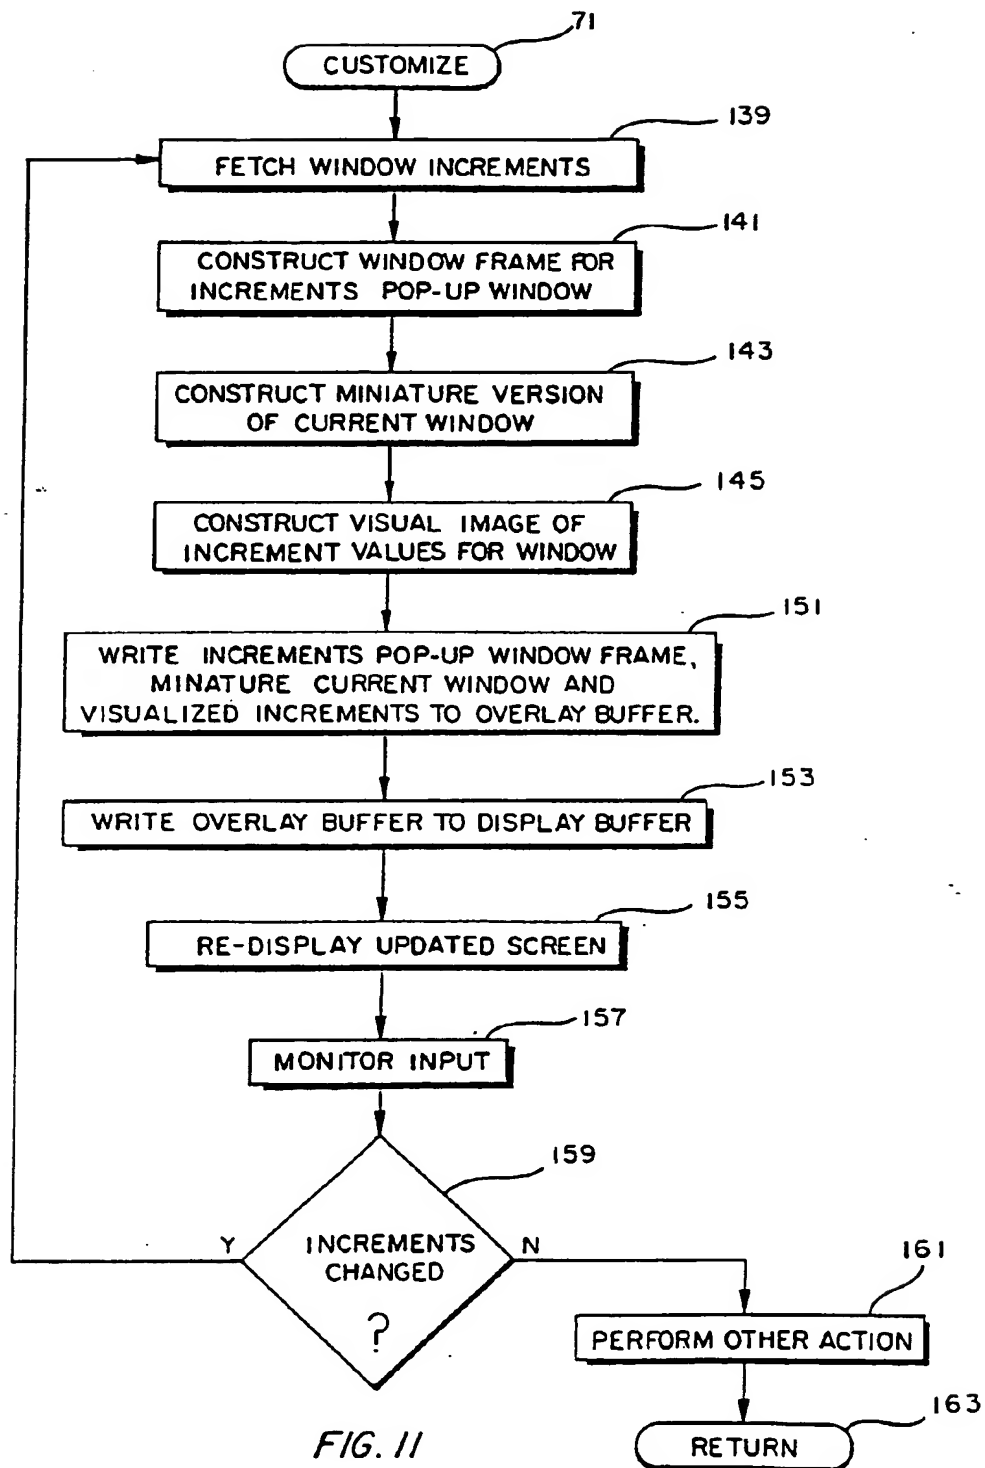 71
CUSTOMIZE
139
FETCH WINDOW INCREMENTS
141
CONSTRUCT WINDOW FRAME FOR
INCREMENTS POP-UP WINDOW
143
CONSTRUCT MINIATURE VERSION
OF CURRENT WINDOW
145
CONSTRUCT VISUAL IMAGE OF
INCREMENT VALUES FOR WINDOW
151
WRITE INCREMENTS POP-UP WINDOW FRAME,
MINATURE CURRENT WINDOW AND
VISUALIZED INCREMENTS TO OVERLAY BUFFER.
153
WRITE OVERLAY BUFFER TO DISPLAY BUFFER
155
RE-DISPLAY UPDATED SCREEN
157
MONITOR INPUT
159
Y
INCREMENTS
CHANGED
?
N
161
PERFORM OTHER ACTION
163
RETURN
FIG. 11